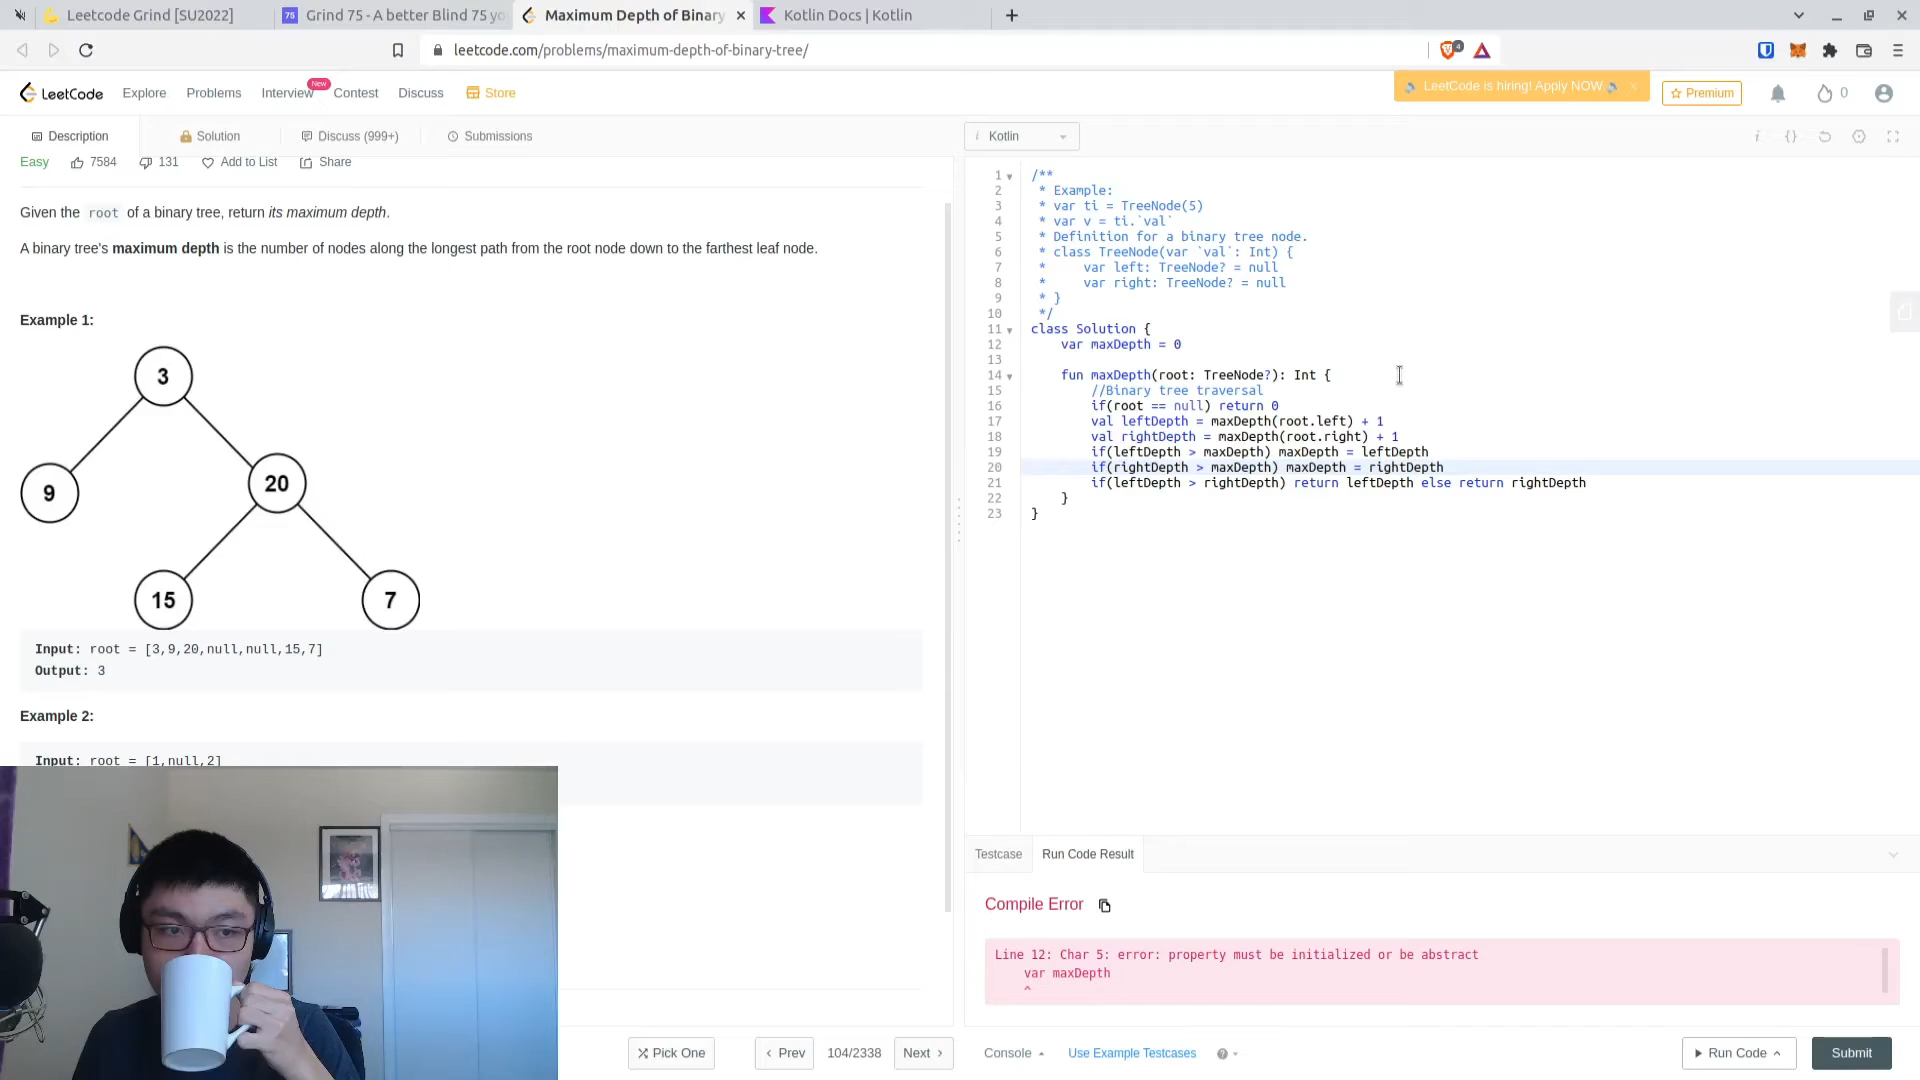 Leetcode Grind [SU2022]
Grind 75 - A better Blind 75 yo
Maximum Depth of Binary
Kotlin Docs | Kotlin
leetcode.com/problems/maximum-depth-of-binary-tree/
4
LeetCode
Explore
Problems
Interview
New
Contest
Discuss
Store
LeetCode is hiring! Apply NOW.
Premium
0
Description
Solution
Discuss (999+)
Submissions
i Kotlin
Easy
7584
131
Add to List
Share
Given the root of a binary tree, return its maximum depth.
A binary tree's maximum depth is the number of nodes along the longest path from the root node down to the farthest leaf node.
Example 1:
3
9
20
15
7
Input: root = [3,9,20,null,null,15,7]
Output: 3
Example 2:
Input: root = [1,null,2]
1 /**
2 * Example:
3 * var ti = TreeNode(5)
4 * var v = ti.`val`
5 * Definition for a binary tree node.
6 * class TreeNode(var `val`: Int) {
7 *     var left: TreeNode? = null
8 *     var right: TreeNode? = null
9 * }
10 */
11 class Solution {
12     var maxDepth = 0
13
14     fun maxDepth(root: TreeNode?): Int {
15         //Binary tree traversal
16         if(root == null) return 0
17         val leftDepth = maxDepth(root.left) + 1
18         val rightDepth = maxDepth(root.right) + 1
19         if(leftDepth > maxDepth) maxDepth = leftDepth
20         if(rightDepth > maxDepth) maxDepth = rightDepth
21         if(leftDepth > rightDepth) return leftDepth else return rightDepth
22     }
23 }
Testcase
Run Code Result
Compile Error
Line 12: Char 5: error: property must be initialized or be abstract
    var maxDepth
    ^
Pick One
Prev
104/2338
Next
Console
Use Example Testcases
Run Code
Submit